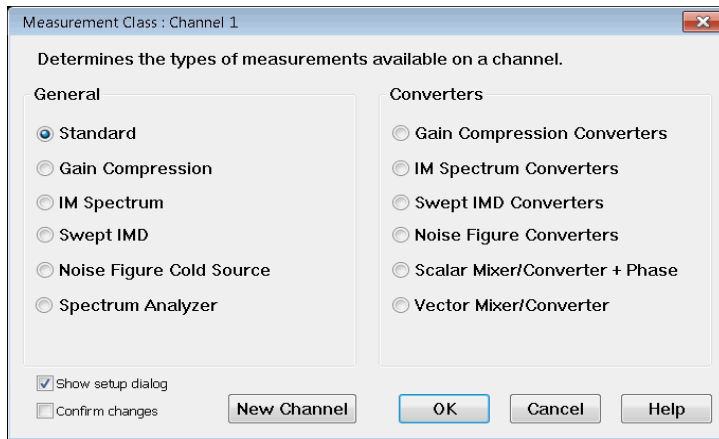 Measurement Class : Channel 1
Determines the types of measurements available on a channel.
General
Standard
Gain Compression
IM Spectrum
Swept IMD
Noise Figure Cold Source
Spectrum Analyzer
Converters
Gain Compression Converters
IM Spectrum Converters
Swept IMD Converters
Noise Figure Converters
Scalar Mixer/Converter + Phase
Vector Mixer/Converter
Show setup dialog
Confirm changes
New Channel
OK
Cancel
Help